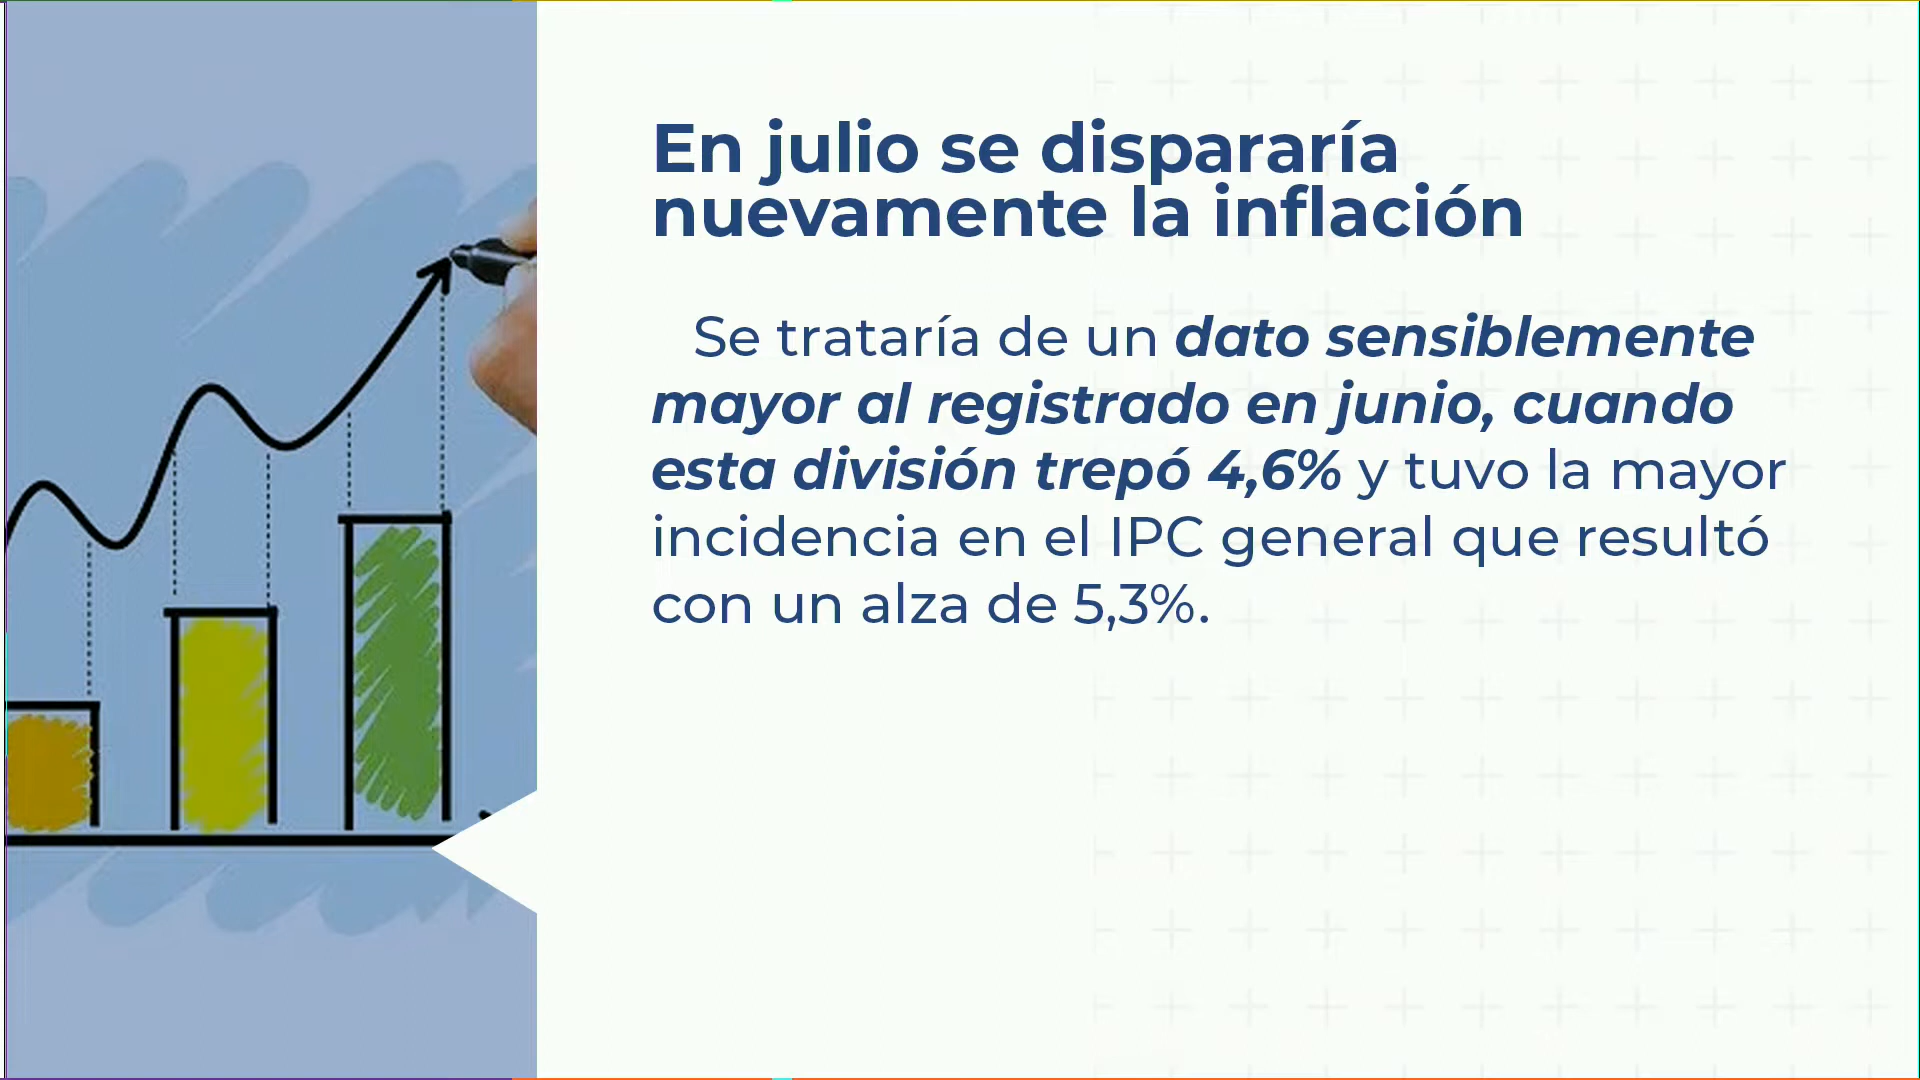 En julio se dispararía
nuevamente la inflación
Se trataría de un dato sensiblemente
mayor al registrado en junio, cuando
esta división trepó 4,6% y tuvo la mayor
incidencia en el IPC general que resultó
con un alza de 5,3%.